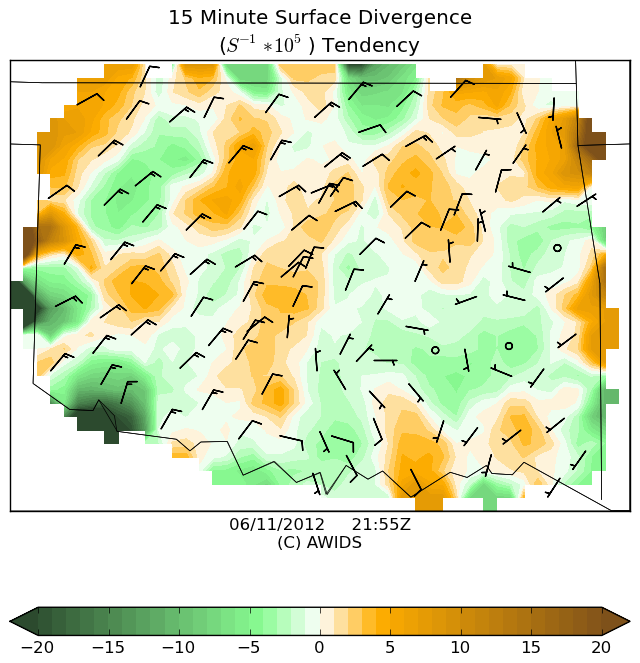 15 Minute Surface Divergence
(S⁻¹ ∗ 10⁵ ) Tendency
06/11/2012 21:55Z
(C) AWIDS
−20 −15 −10 −5 0 5 10 15 20